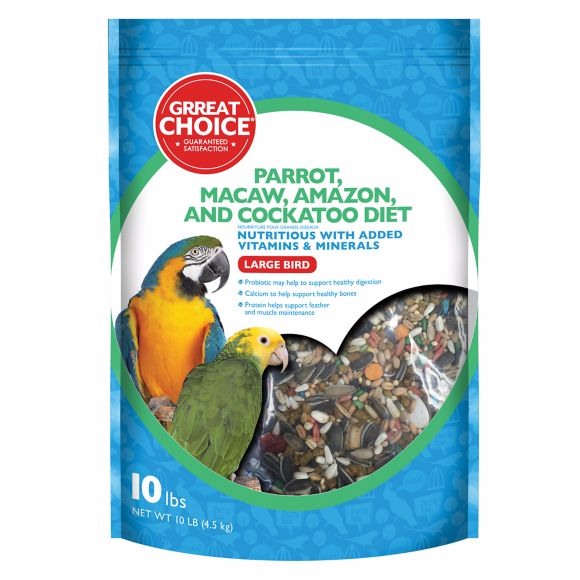 GRREAT
CHOICE®
GUARANTEED
SATISFACTION
PARROT,
MACAW, AMAZON,
AND COCKATOO DIET
NOURRITURE POUR GRANDS OISEAUX
NUTRITIOUS WITH ADDED
VITAMINS & MINERALS
LARGE BIRD
Probiotic may help to support healthy digestion
Calcium to help support healthy bones
Protein helps support feather
and muscle maintenance
10 lbs
NET WT 10 LB (4.5 kg)